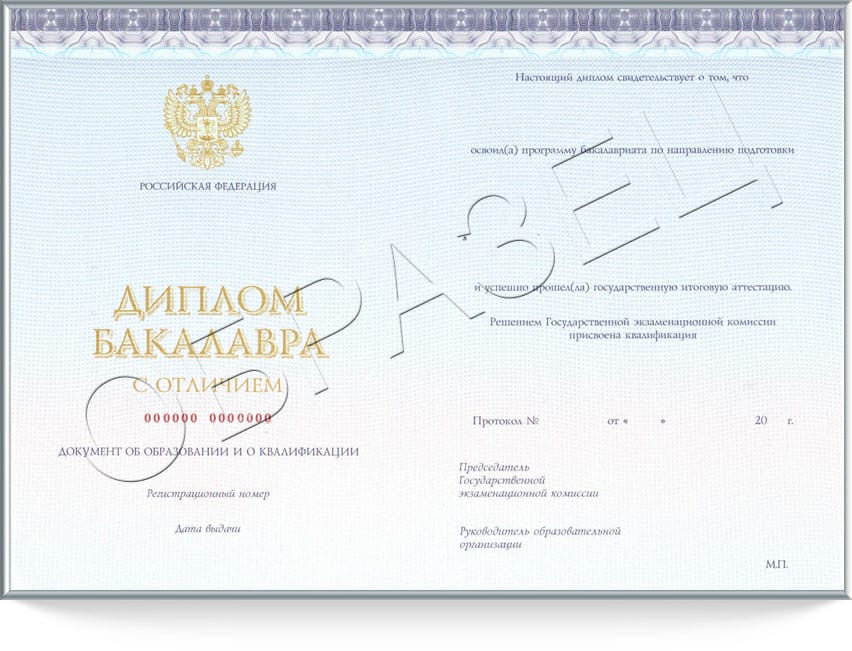 РОССИЙСКАЯ ФЕДЕРАЦИЯ
ДИПЛОМ
БАКАЛАВРА
С ОТЛИЧИЕМ
000000 0000000
ДОКУМЕНТ ОБ ОБРАЗОВАНИИ И О КВАЛИФИКАЦИИ
Регистрационный номер
Дата выдачи
Настоящий диплом свидетельствует о том, что
освоил(а) программу бакалавриата по направлению подготовки
и успешно прошел(ла) государственную итоговую аттестацию.
Решением Государственной экзаменационной комиссии
присвоена квалификация
Протокол № от « » 20 г.
Председатель
Государственной
экзаменационной комиссии
Руководитель образовательной
организации
М.П.
ОБРАЗЕЦ